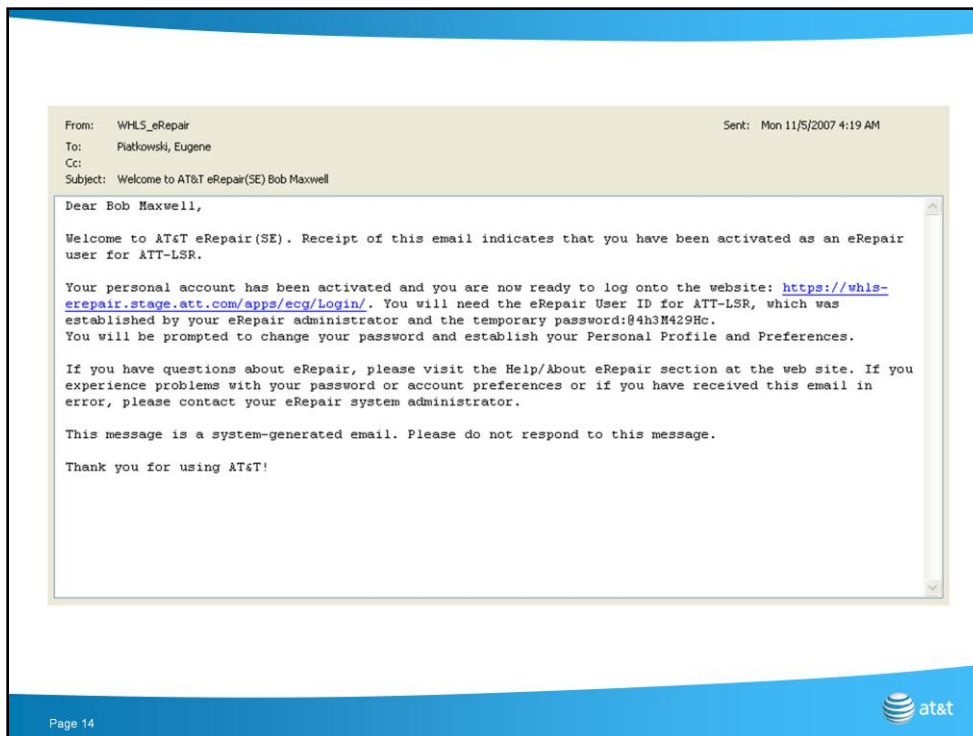 From: WHLS_eRepair Sent: Mon 11/5/2007 4:19 AM
To: Piatkowski, Eugene
Cc:
Subject: Welcome to AT&T eRepair(SE) Bob Maxwell
Dear Bob Maxwell,
Welcome to AT&T eRepair(SE). Receipt of this email indicates that you have been activated as an eRepair
user for ATT-LSR.
Your personal account has been activated and you are now ready to log onto the website: https://whls-
erepair.stage.att.com/apps/ecg/Login/. You will need the eRepair User ID for ATT-LSR, which was
established by your eRepair administrator and the temporary password:@4h3M429Hc.
You will be prompted to change your password and establish your Personal Profile and Preferences.
If you have questions about eRepair, please visit the Help/About eRepair section at the web site. If you
experience problems with your password or account preferences or if you have received this email in
error, please contact your eRepair system administrator.
This message is a system-generated email. Please do not respond to this message.
Thank you for using AT&T!
Page 14
at&t